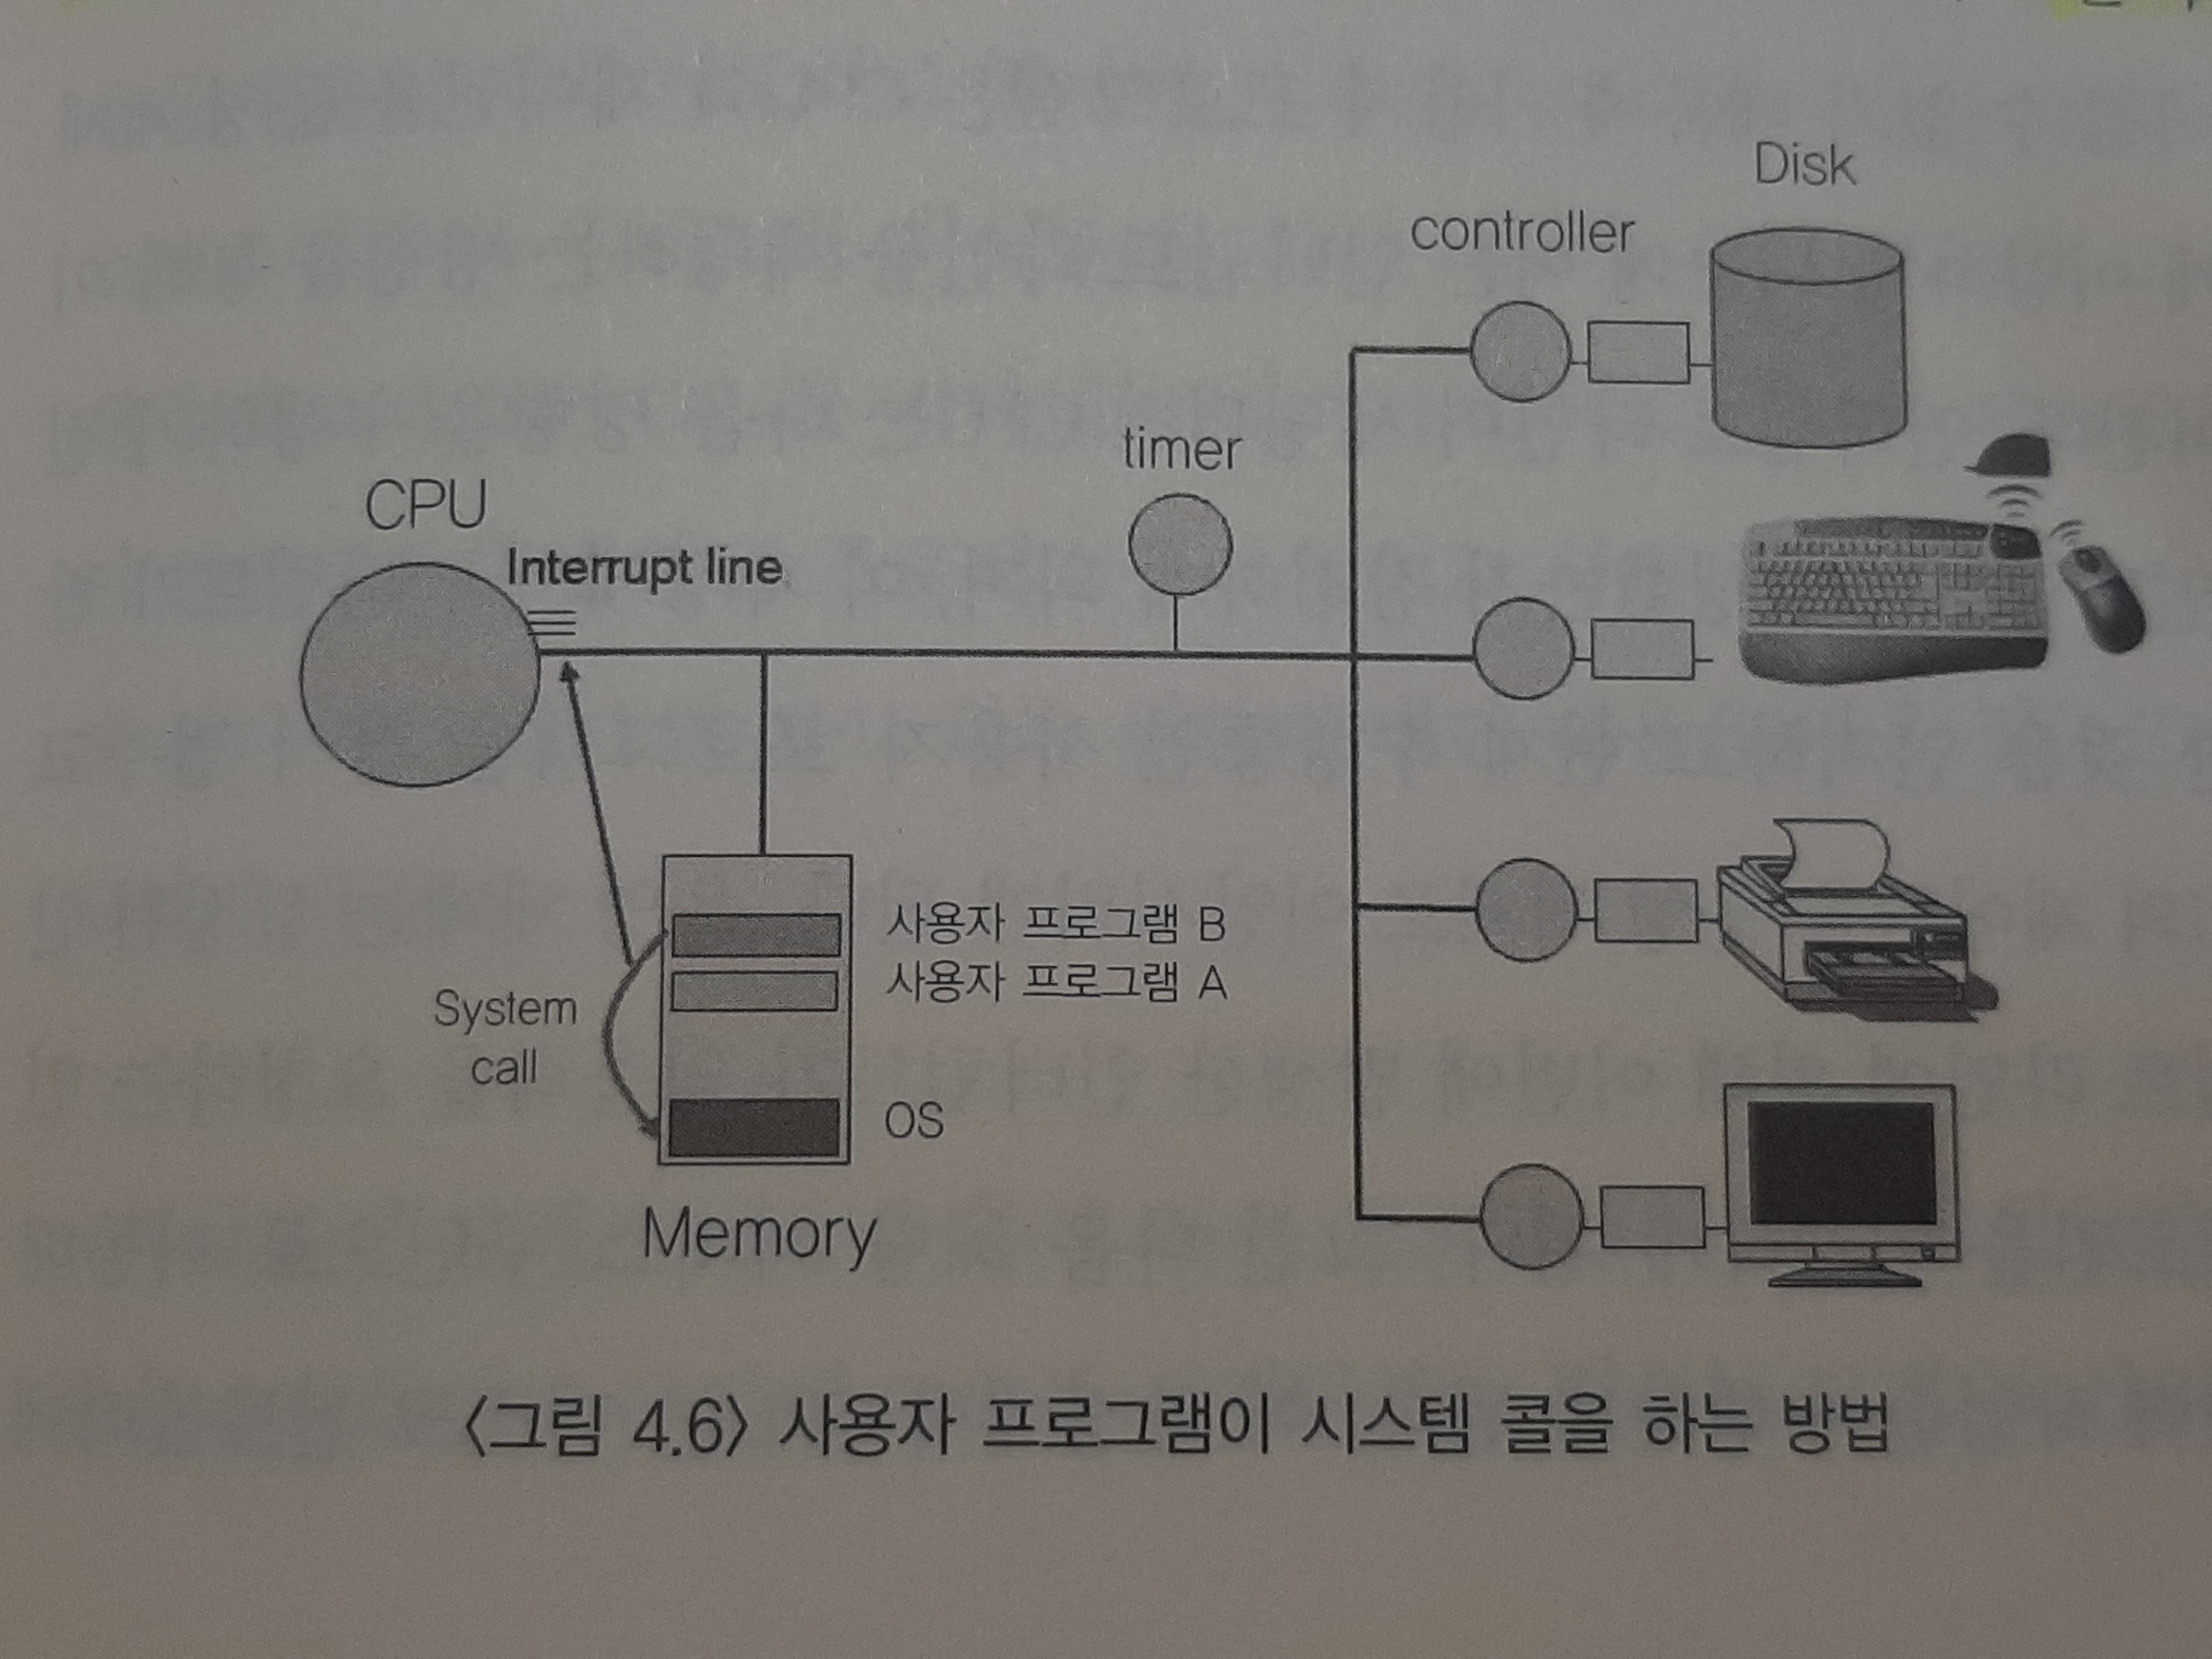 Disk
controller
timer
CPU
Interrupt line
사용자 프로그램 B
사용자 프로그램 A
System
call
OS
Memory
<그림 4.6> 사용자 프로그램이 시스템 콜을 하는 방법